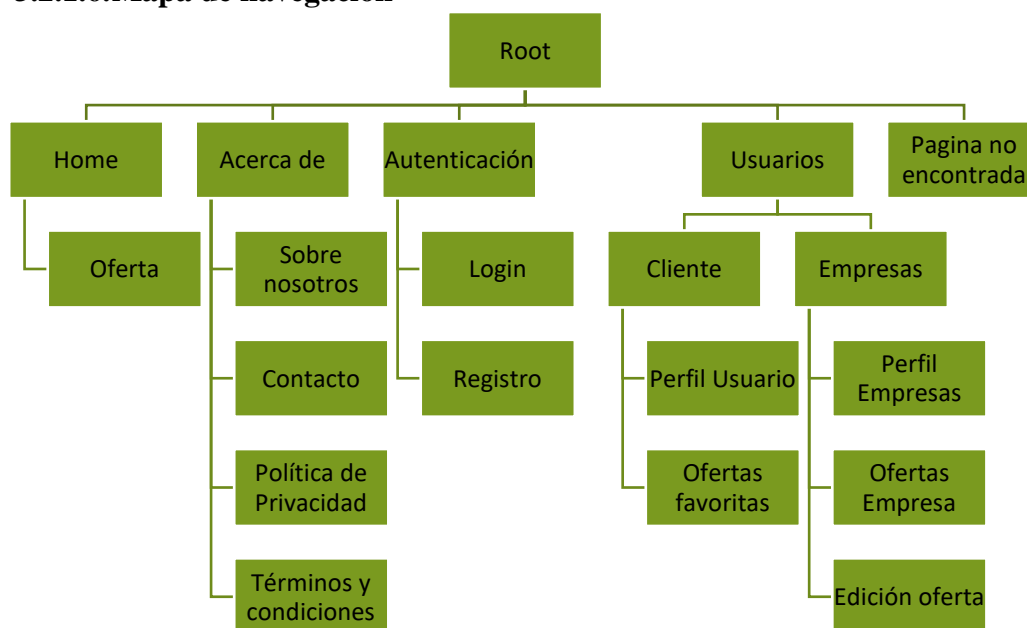 Root
Home
Acerca de
Autenticación
Usuarios
Pagina no
encontrada
Oferta
Sobre
nosotros
Login
Cliente
Empresas
Contacto
Registro
Perfil Usuario
Perfil
Empresas
Política de
Privacidad
Ofertas
favoritas
Ofertas
Empresa
Términos y
condiciones
Edición oferta